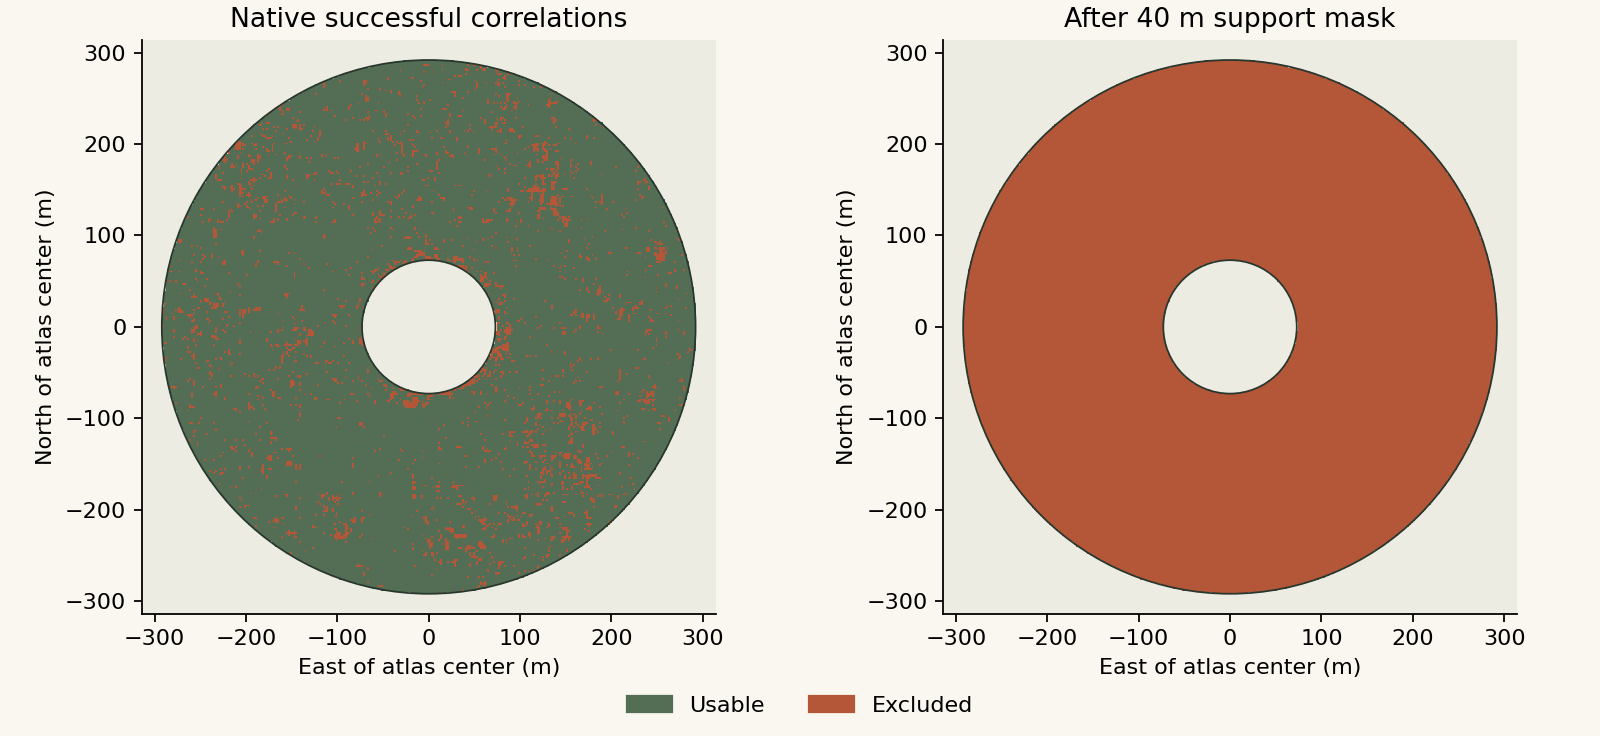 Native successful correlations
After 40 m support mask
North of atlas center (m)
300
200
100
0
−100
−200
−300
−300 −200 −100 0 100 200 300
East of atlas center (m)
North of atlas center (m)
300
200
100
0
−100
−200
−300
−300 −200 −100 0 100 200 300
East of atlas center (m)
Usable Excluded